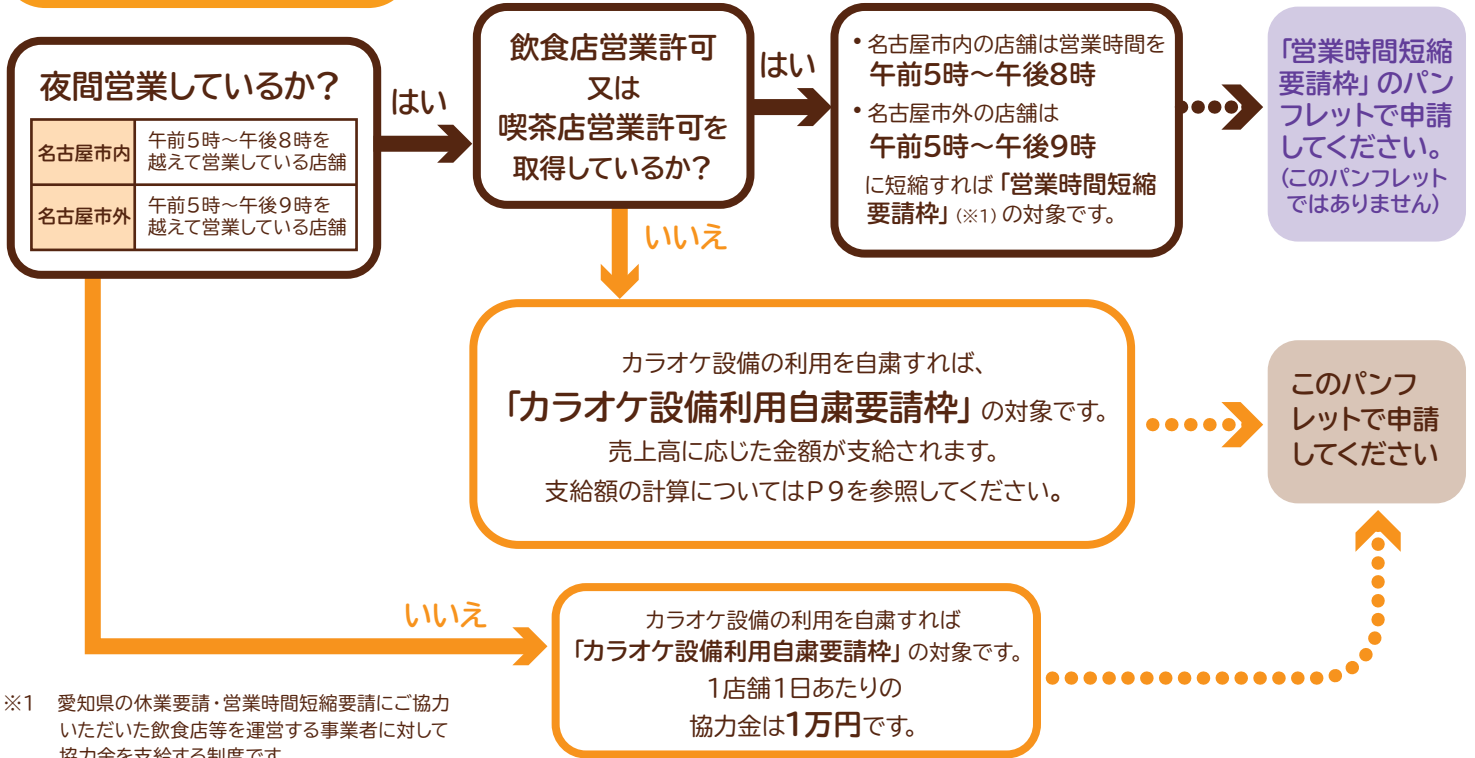 夜間営業しているか?
名古屋市内
午前5時~午後8時を
越えて営業している店舗
名古屋市外
午前5時~午後9時を
越えて営業している店舗
はい
飲食店営業許可
又は
喫茶店営業許可を
取得しているか?
はい
•名古屋市内の店舗は営業時間を
午前5時~午後8時
•名古屋市外の店舗は
午前5時~午後9時
に短縮すれば「営業時間短縮
要請枠」(※1)の対象です。
「営業時間短縮
要請枠」のパン
フレットで申請
してください。
(このパンフレット
ではありません)
いいえ
カラオケ設備の利用を自粛すれば、
「カラオケ設備利用自粛要請枠」の対象です。
売上高に応じた金額が支給されます。
支給額の計算についてはP9を参照してください。
このパンフ
レットで申請
してください
いいえ
カラオケ設備の利用を自粛すれば
「カラオケ設備利用自粛要請枠」の対象です。
1店舗1日あたりの
協力金は1万円です。
※1 愛知県の休業要請・営業時間短縮要請にご協力
いただいた飲食店等を運営する事業者に対して
協力金を支給する制度です